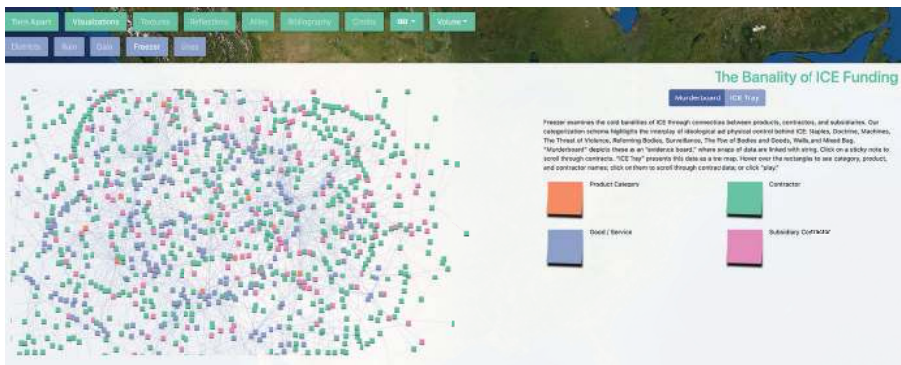 Torn Apart Visualizations Textures Reflections Allies Bibliography Credits Volume
Districts Rain Gain Freezer Lines
The Banality of ICE Funding
Murderboard ICE Tray
Freezer examines the cold banalities of ICE through connection between products, contractors, and subsidiaries. Our
categorization schema highlights the interplay of ideological ad physical control behind ICE: Naples, Doctrine, Machines,
The Threat of Violence, Reforming Bodies, Surveillance, The Flow of Bodies and Goods, Walls, and Mixed Bag.
"Murderboard" depicts these as an "evidence board," where snaps of data are linked with string. Click on a sticky note to
scroll through contracts. "ICE Tray" presents this data as a tree map. Hover over the rectangles to see category, product,
and contractor names; click on them to scroll through contract data; or click "play."
Product Category
Contractor
Good / Service
Subsidiary Contractor